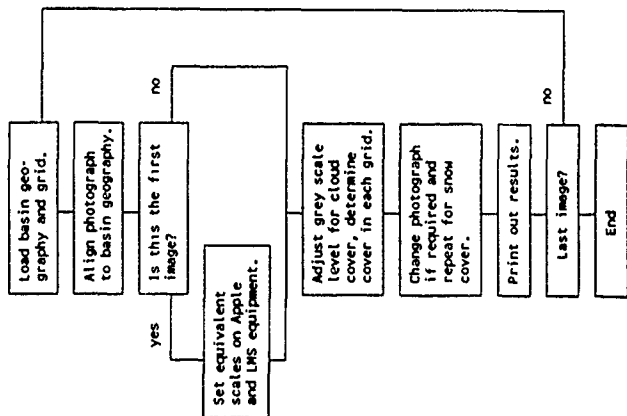 Load basin geo-
graphy and grid.
Align photograph
to basin geography.
Is this the first
image?
yes
no
Set equivalent
scales on Apple
and LMS equipment.
Adjust grey scale
level for cloud
cover, determine
cover in each grid.
Change photograph
if required and
repeat for snow
cover.
Print out results.
Last image?
no
End